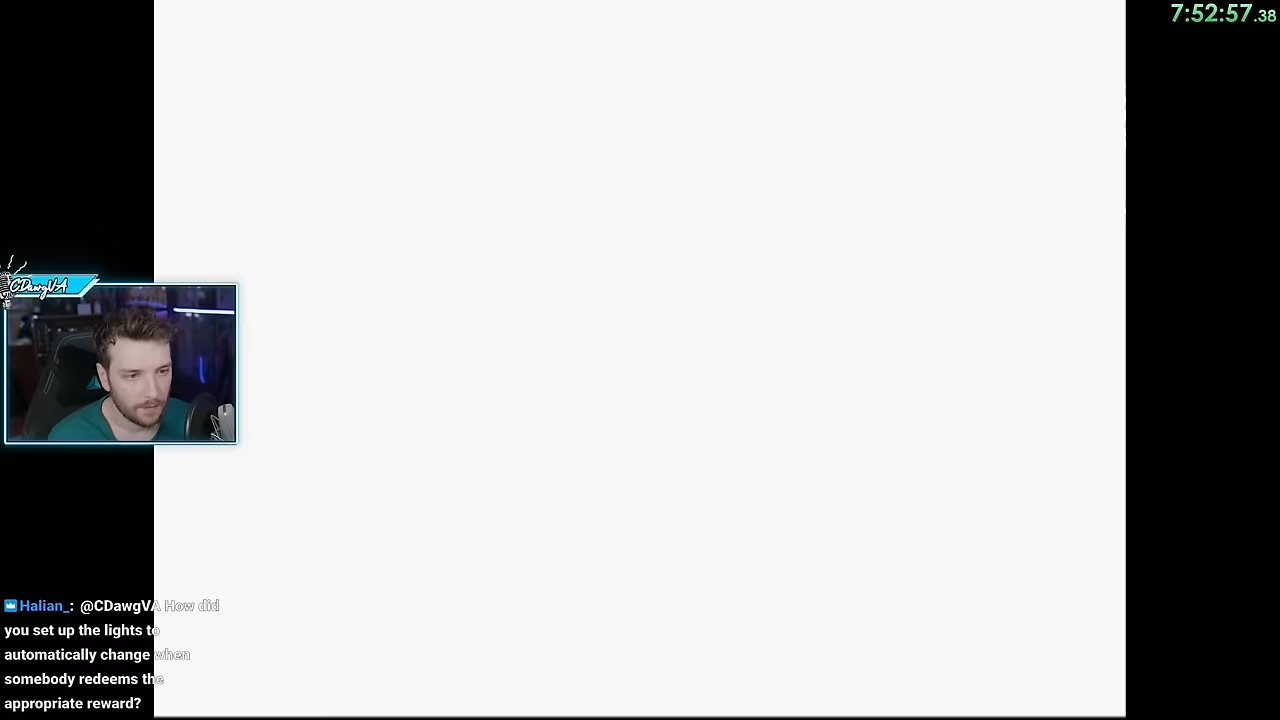 7:52:57.38
CDawgVA
Halian_: @CDawgVA How did
you set up the lights to
automatically change when
somebody redeems the
appropriate reward?